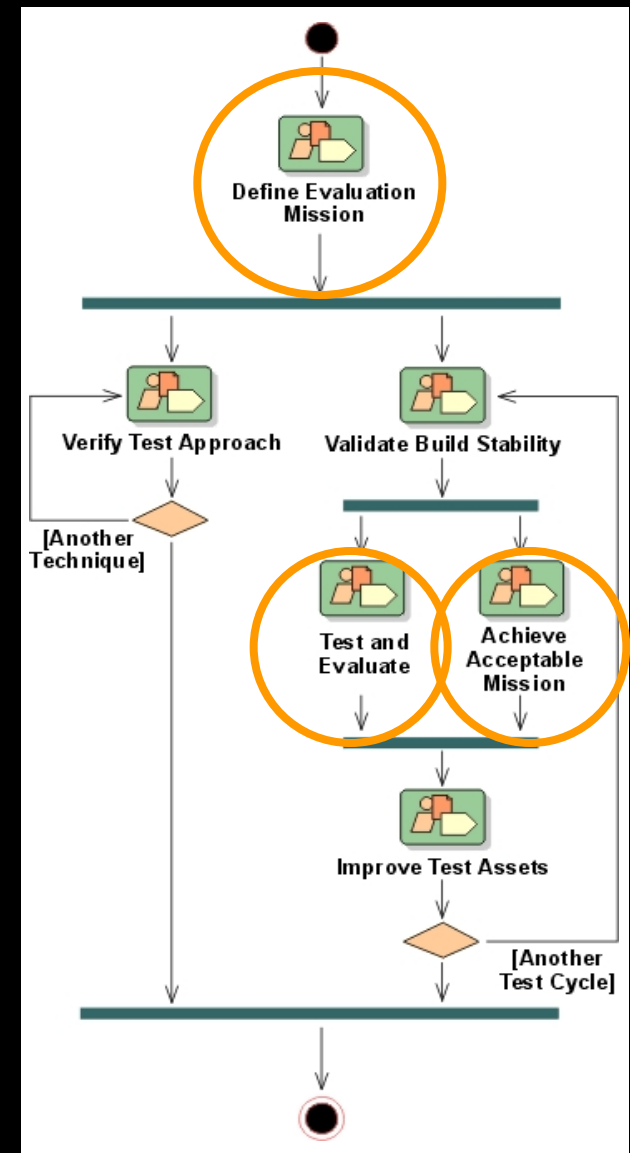 Define Evaluation
Mission
Verify Test Approach
Validate Build Stability
[Another
Technique]
Test and
Evaluate
Achieve
Acceptable
Mission
Improve Test Assets
[Another
Test Cycle]